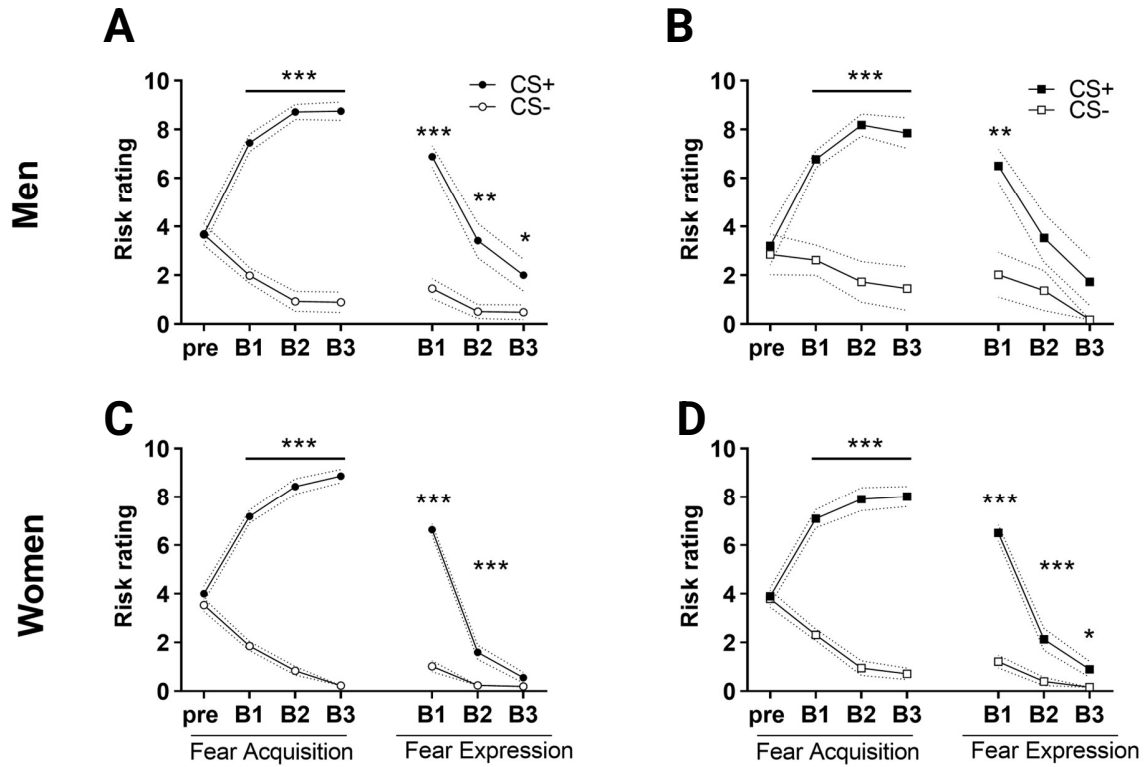 A
B
Men
Risk rating
10
8
6
4
2
0
***
CS+
CS-
***
**
*
pre B1 B2 B3 B1 B2 B3
Risk rating
10
8
6
4
2
0
***
CS+
CS-
**
pre B1 B2 B3 B1 B2 B3
C
D
Women
Risk rating
10
8
6
4
2
0
***
***
***
pre B1 B2 B3 B1 B2 B3
Fear Acquisition Fear Expression
Risk rating
10
8
6
4
2
0
***
***
***
*
pre B1 B2 B3 B1 B2 B3
Fear Acquisition Fear Expression